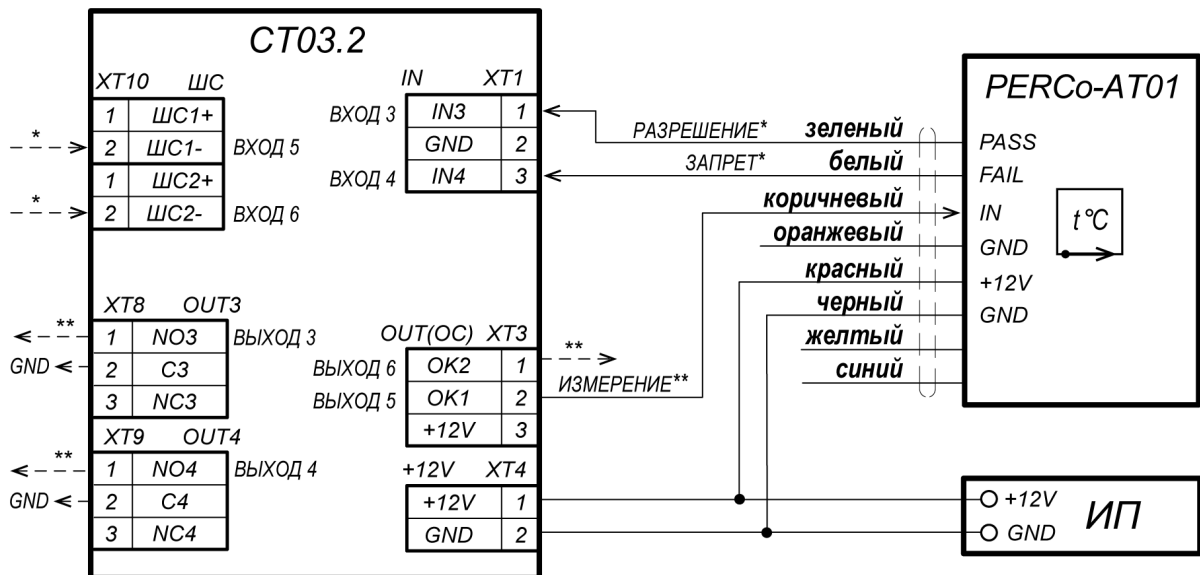 CT03.2
XT10 ШС
1 ШС1+
2 ШС1- ВХОД 5
1 ШС2+
2 ШС2- ВХОД 6
*
*
IN XT1
ВХОД 3 IN3 1
GND 2
ВХОД 4 IN4 3
XT8 OUT3
** 1 NO3 ВЫХОД 3
GND 2 C3
3 NC3
XT9 OUT4
** 1 NO4 ВЫХОД 4
GND 2 C4
3 NC4
OUT(OC) XT3
ВЫХОД 6 OK2 1 **
ВЫХОД 5 OK1 2 ИЗМЕРЕНИЕ**
+12V 3
+12V XT4
+12V 1
GND 2
РАЗРЕШЕНИЕ* зеленый
ЗАПРЕТ* белый
коричневый
оранжевый
красный
черный
желтый
синий
PERCo-AT01
PASS
FAIL
IN
GND
+12V
GND
t°C
+12V
GND
ИП